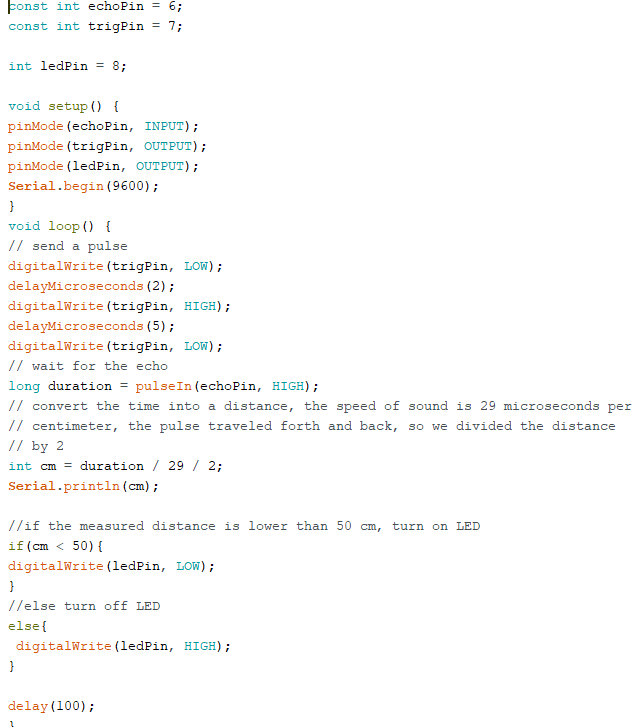 const int echoPin = 6;
const int trigPin = 7;
int ledPin = 8;
void setup() {
pinMode(echoPin, INPUT);
pinMode(trigPin, OUTPUT);
pinMode(ledPin, OUTPUT);
Serial.begin(9600);
}
void loop() {
// send a pulse
digitalWrite(trigPin, LOW);
delayMicroseconds(2);
digitalWrite(trigPin, HIGH);
delayMicroseconds(5);
digitalWrite(trigPin, LOW);
// wait for the echo
long duration = pulseIn(echoPin, HIGH);
// convert the time into a distance, the speed of sound is 29 microseconds per
// centimeter, the pulse traveled forth and back, so we divided the distance
// by 2
int cm = duration / 29 / 2;
Serial.println(cm);
//if the measured distance is lower than 50 cm, turn on LED
if(cm < 50){
digitalWrite(ledPin, LOW);
}
//else turn off LED
else{
 digitalWrite(ledPin, HIGH);
}
delay(100);
}